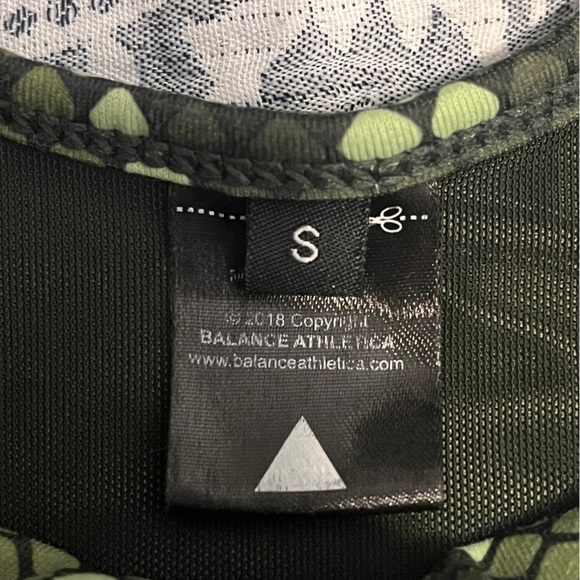 S
© 2018 Copyright
BALANCE ATHLETICA
www.balanceathletica.com